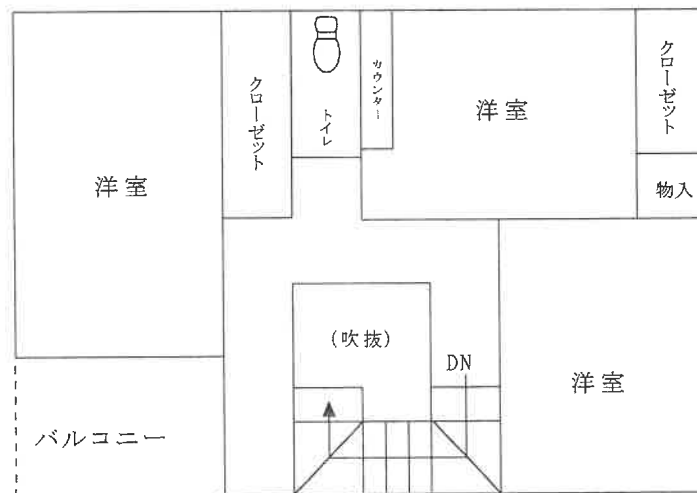 洋室
クローゼット
トイレ
カウンター
洋室
クローゼット
物入
(吹抜)
DN
洋室
バルコニー